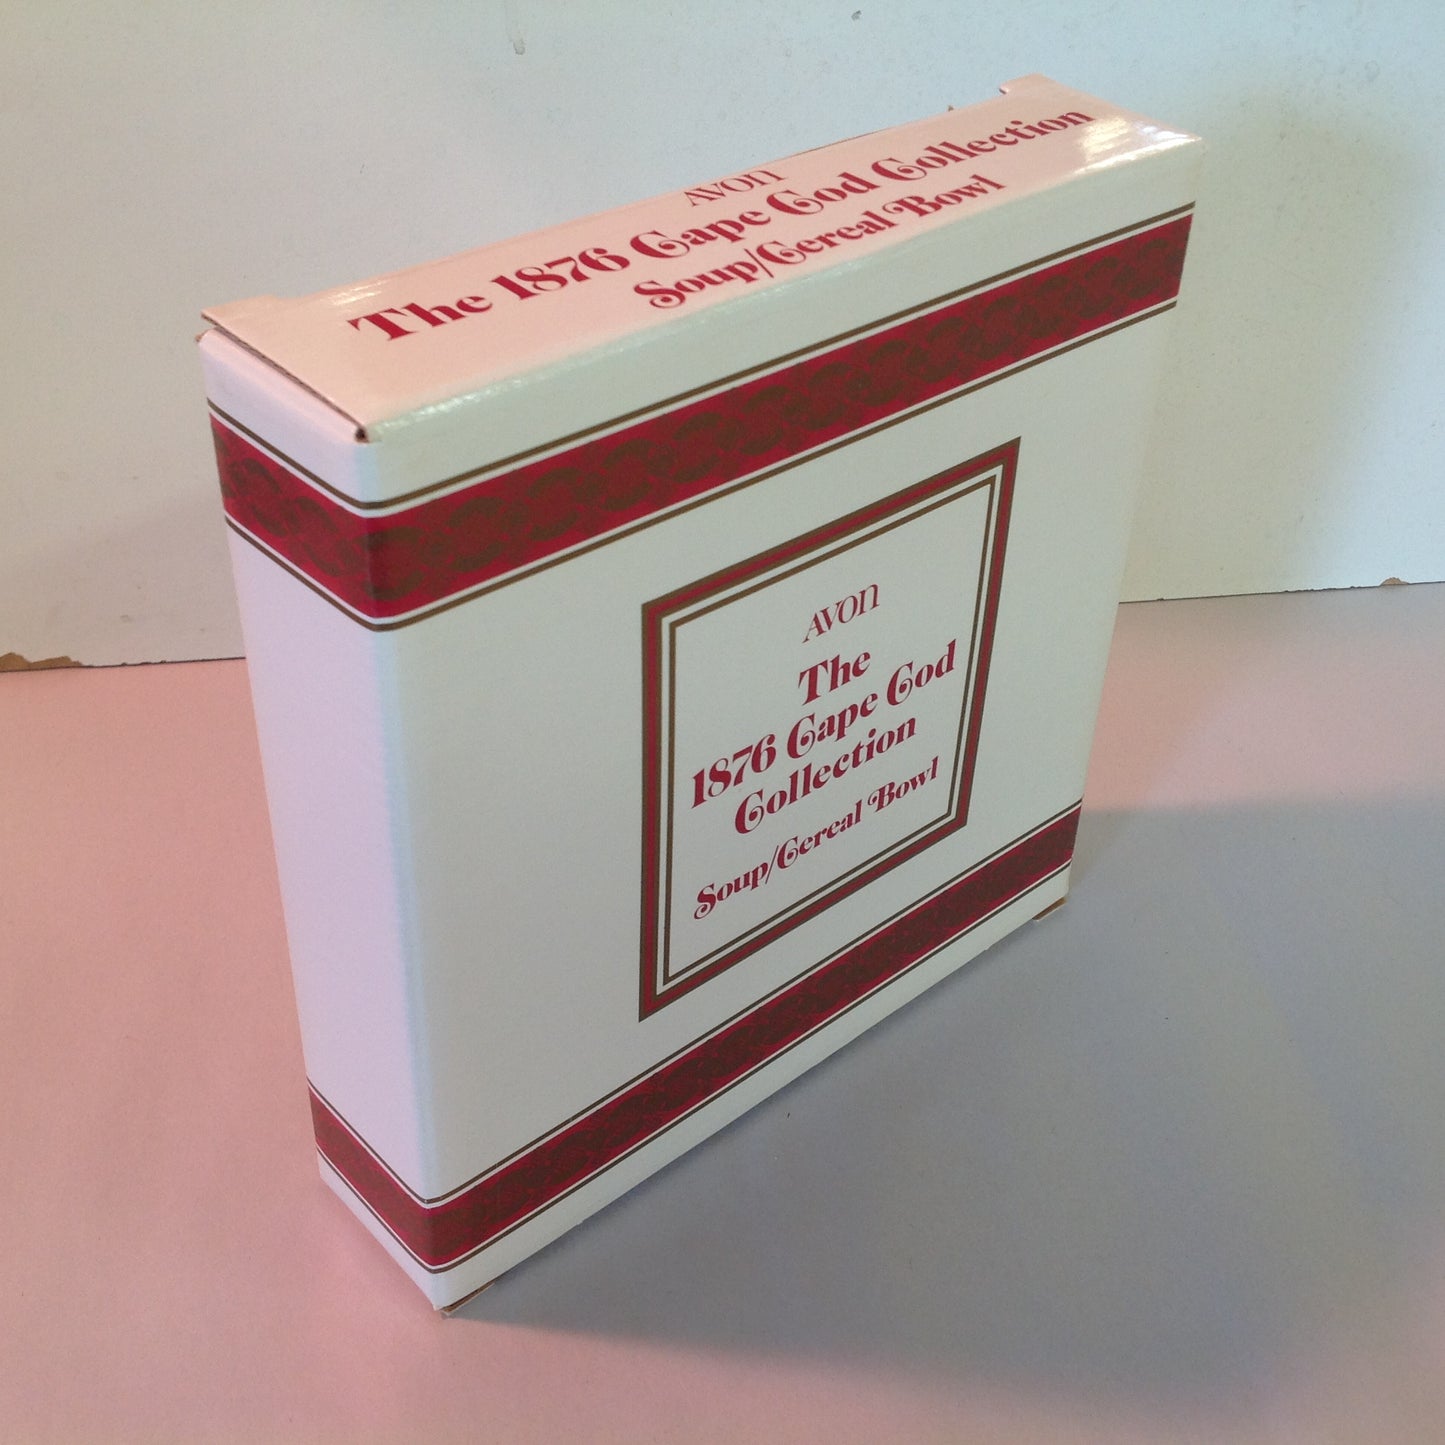 AVON
The 1876 Cape Cod Collection
Soup/Cereal Bowl
AVON
The
1876 Cape Cod
Collection
Soup/Cereal Bowl